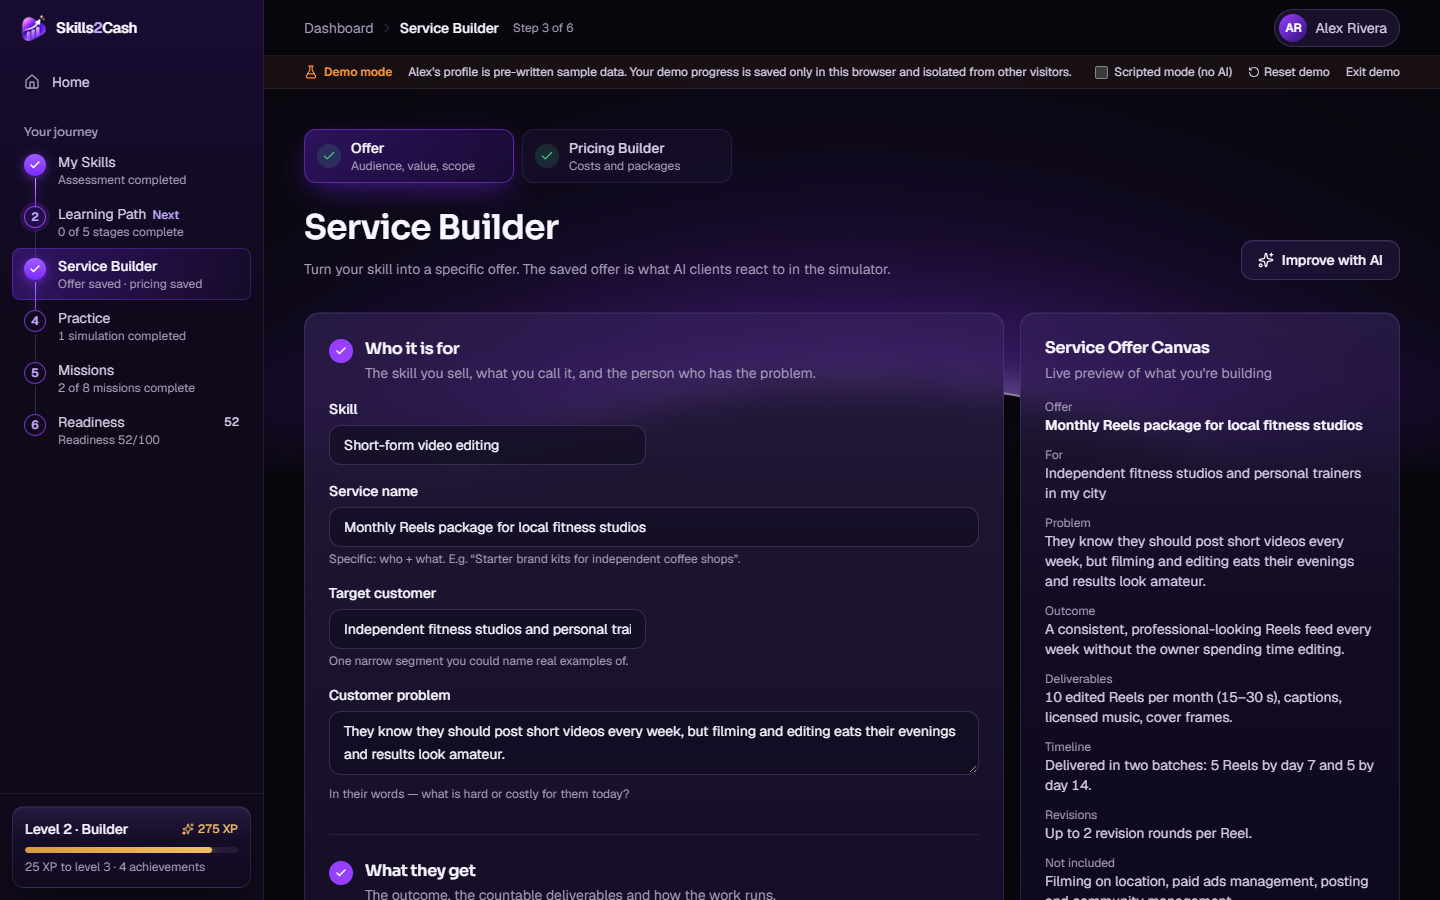 Skills2Cash
Home
Your journey
My Skills
Assessment completed
2
Learning Path Next
0 of 5 stages complete
Service Builder
Offer saved · pricing saved
4
Practice
1 simulation completed
5
Missions
2 of 8 missions complete
6
Readiness 52
Readiness 52/100
Level 2 · Builder 275 XP
25 XP to level 3 · 4 achievements
Dashboard Service Builder Step 3 of 6
AR Alex Rivera
Demo mode Alex's profile is pre-written sample data. Your demo progress is saved only in this browser and isolated from other visitors. Scripted mode (no AI) Reset demo Exit demo
Offer
Audience, value, scope
Pricing Builder
Costs and packages
Service Builder
Turn your skill into a specific offer. The saved offer is what AI clients react to in the simulator.
Improve with AI
Who it is for
The skill you sell, what you call it, and the person who has the problem.
Skill
Short-form video editing
Service name
Monthly Reels package for local fitness studios
Specific: who + what. E.g. “Starter brand kits for independent coffee shops”.
Target customer
Independent fitness studios and personal trai
One narrow segment you could name real examples of.
Customer problem
They know they should post short videos every week, but filming and editing eats their evenings
and results look amateur.
In their words — what is hard or costly for them today?
What they get
The outcome, the countable deliverables and how the work runs.
Service Offer Canvas
Live preview of what you're building
Offer
Monthly Reels package for local fitness studios
For
Independent fitness studios and personal trainers
in my city
Problem
They know they should post short videos every
week, but filming and editing eats their evenings
and results look amateur.
Outcome
A consistent, professional-looking Reels feed every
week without the owner spending time editing.
Deliverables
10 edited Reels per month (15–30 s), captions,
licensed music, cover frames.
Timeline
Delivered in two batches: 5 Reels by day 7 and 5 by
day 14.
Revisions
Up to 2 revision rounds per Reel.
Not included
Filming on location, paid ads management, posting
and community management.